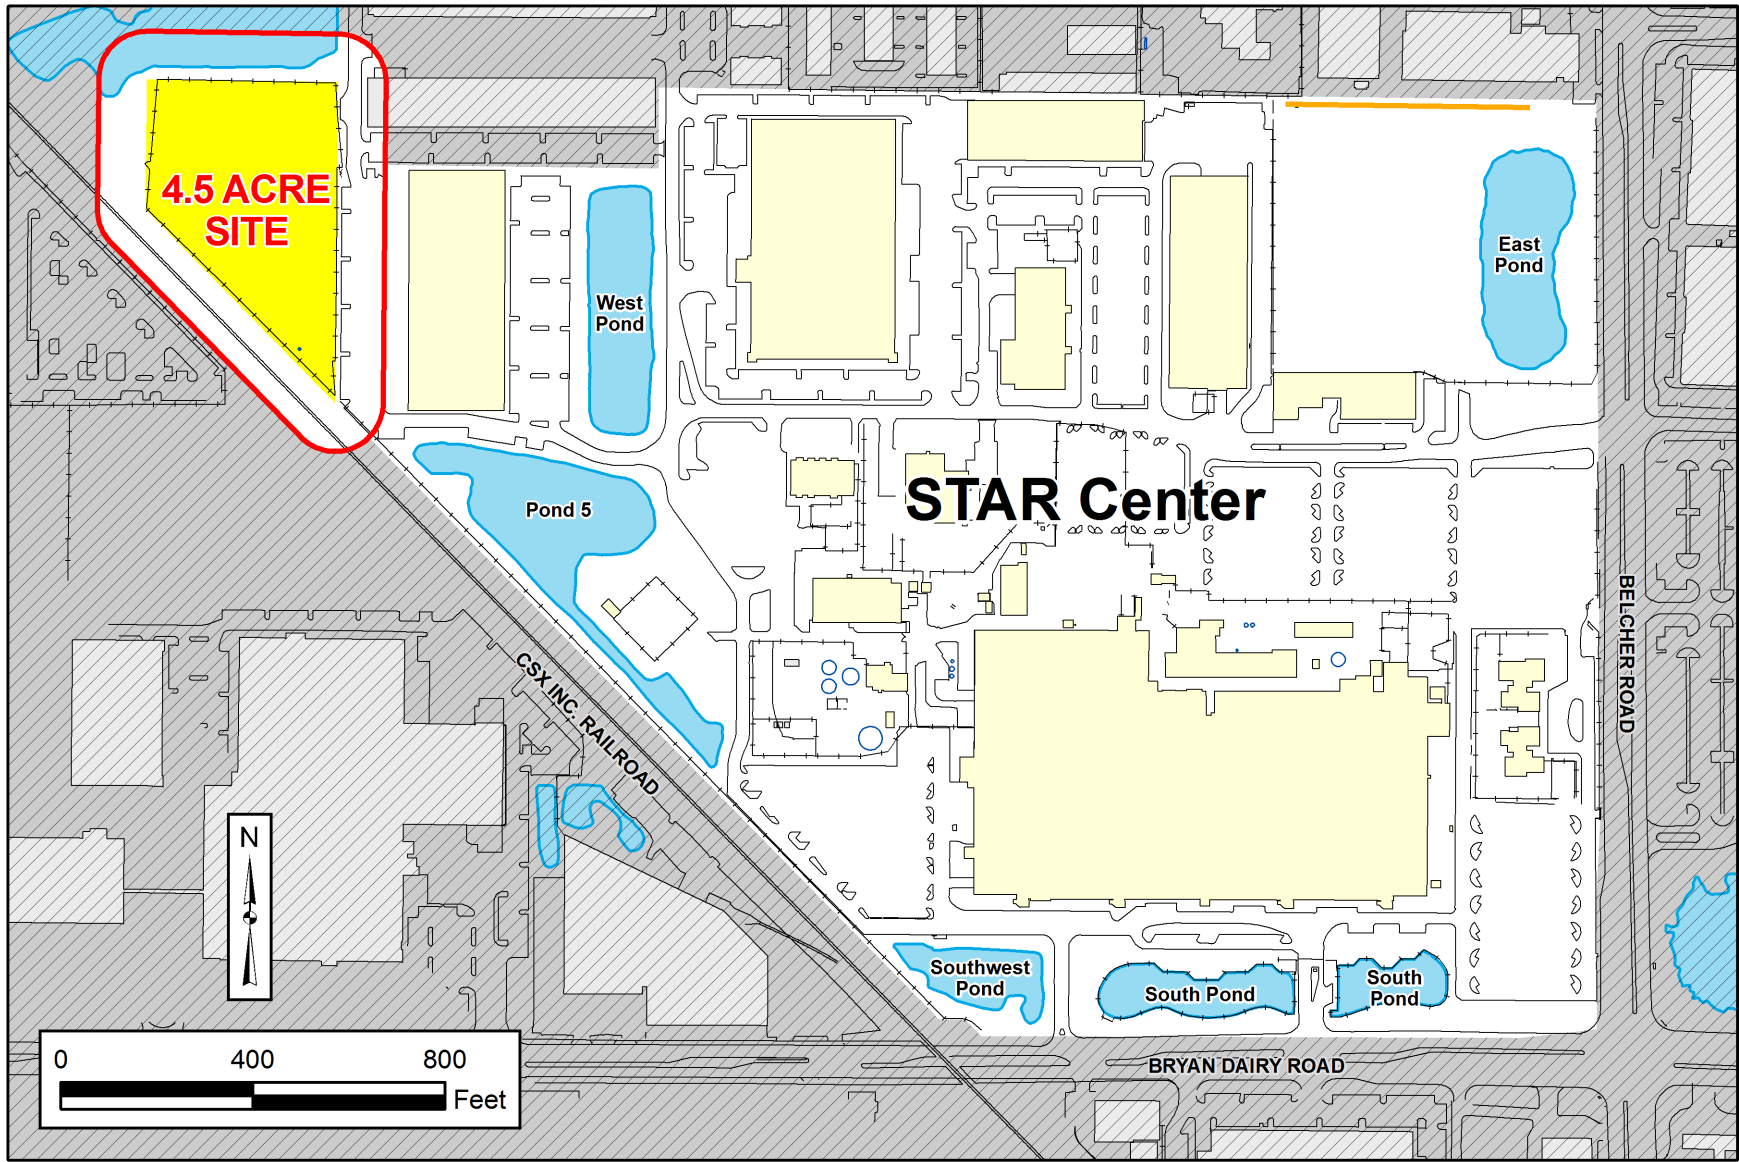 4.5 ACRE
SITE
East
Pond
West
Pond
STAR Center
Pond 5
BELCHER ROAD
CSX INC. RAILROAD
N
Southwest
Pond
South Pond
South
Pond
BRYAN DAIRY ROAD
0 400 800
Feet